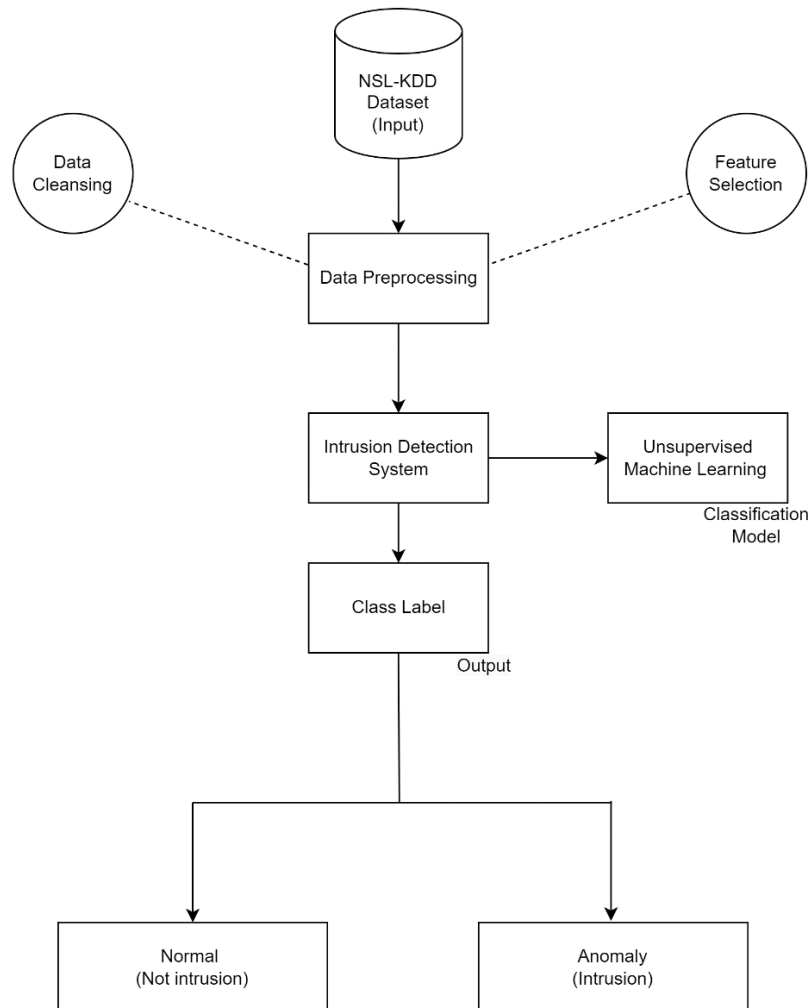 NSL-KDD
Dataset
(Input)
Data
Cleansing
Feature
Selection
Data Preprocessing
Intrusion Detection
System
Unsupervised
Machine Learning
Classification
Model
Class Label
Output
Normal
(Not intrusion)
Anomaly
(Intrusion)